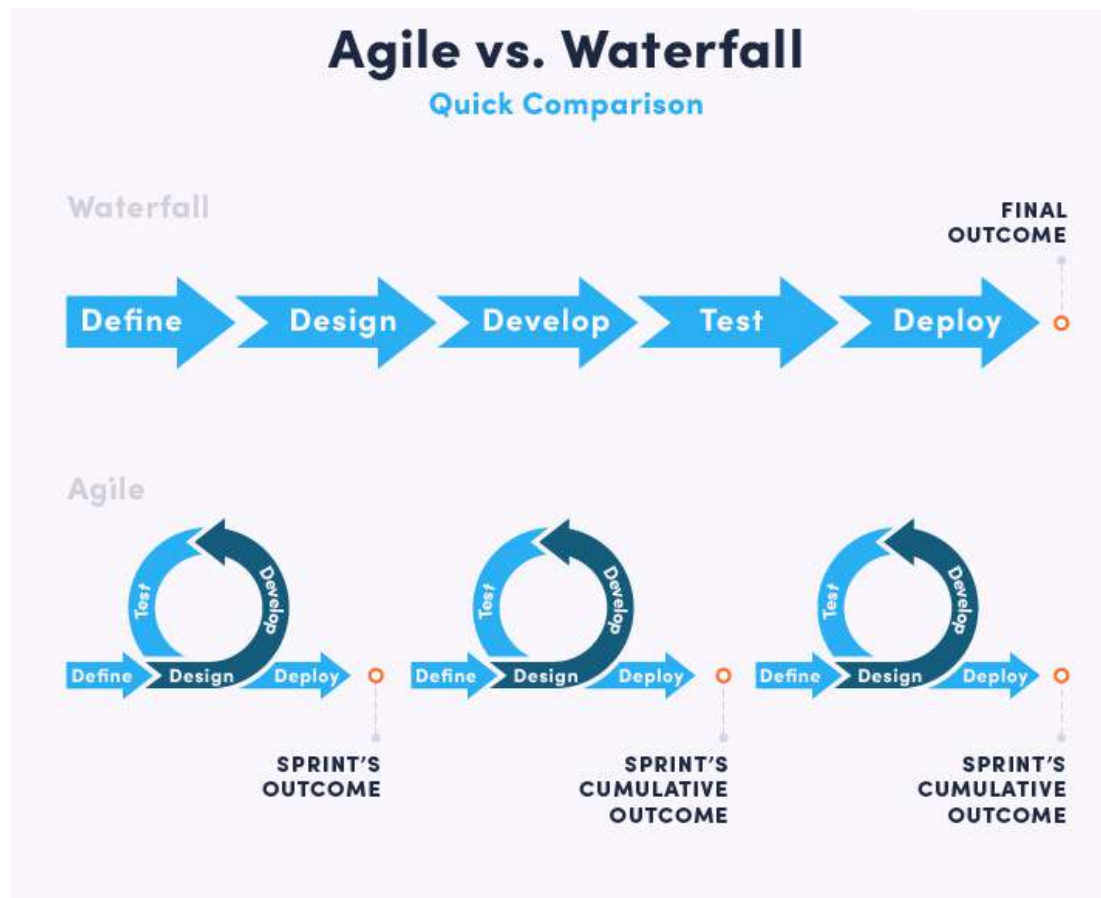 Agile vs. Waterfall
Quick Comparison
Waterfall
FINAL
OUTCOME
Define
Design
Develop
Test
Deploy
Agile
Test
Develop
Define
Design
Deploy
SPRINT'S
OUTCOME
Test
Develop
Define
Design
Deploy
SPRINT'S
CUMULATIVE
OUTCOME
Test
Develop
Define
Design
Deploy
SPRINT'S
CUMULATIVE
OUTCOME